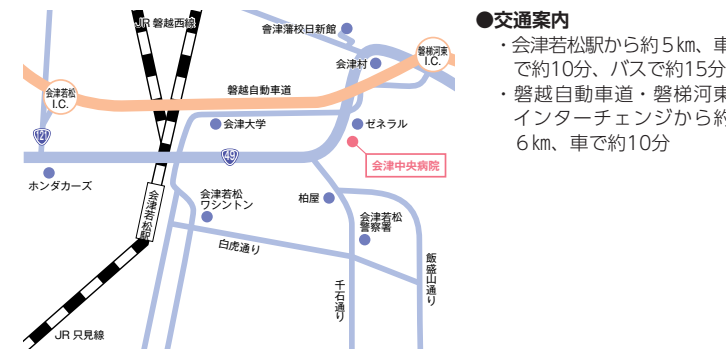 JR 磐越西線
會津藩校日新館
会津村
磐梯河東
I.C.
会津若松
I.C.
磐越自動車道
121
会津大学
ゼネラル
49
会津中央病院
ホンダカーズ
会津若松
ワシントン
柏屋
会津若松
警察署
会津若松駅
白虎通り
千石通り
飯盛山通り
JR 只見線
●交通案内
・会津若松駅から約５㎞、車
で約10分、バスで約15分
・磐越自動車道・磐梯河東
インターチェンジから約
６㎞、車で約10分